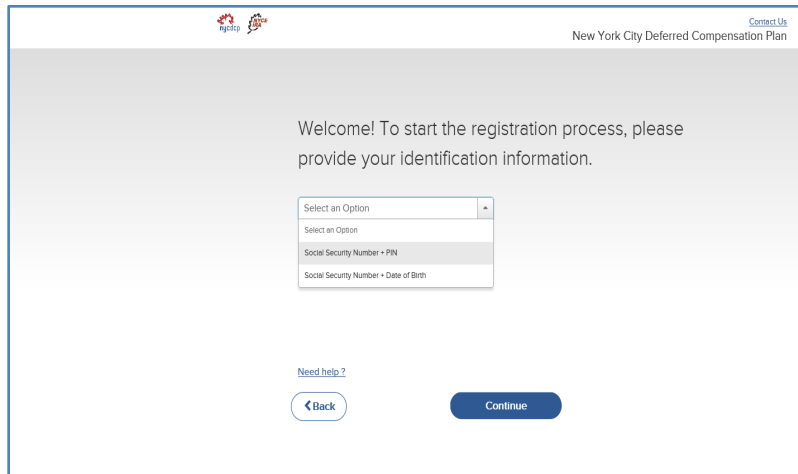 nycdcp
NYCE
IRA
Contact Us
New York City Deferred Compensation Plan
Welcome! To start the registration process, please
provide your identification information.
Select an Option
Select an Option
Social Security Number + PIN
Social Security Number + Date of Birth
Need help ?
Back
Continue